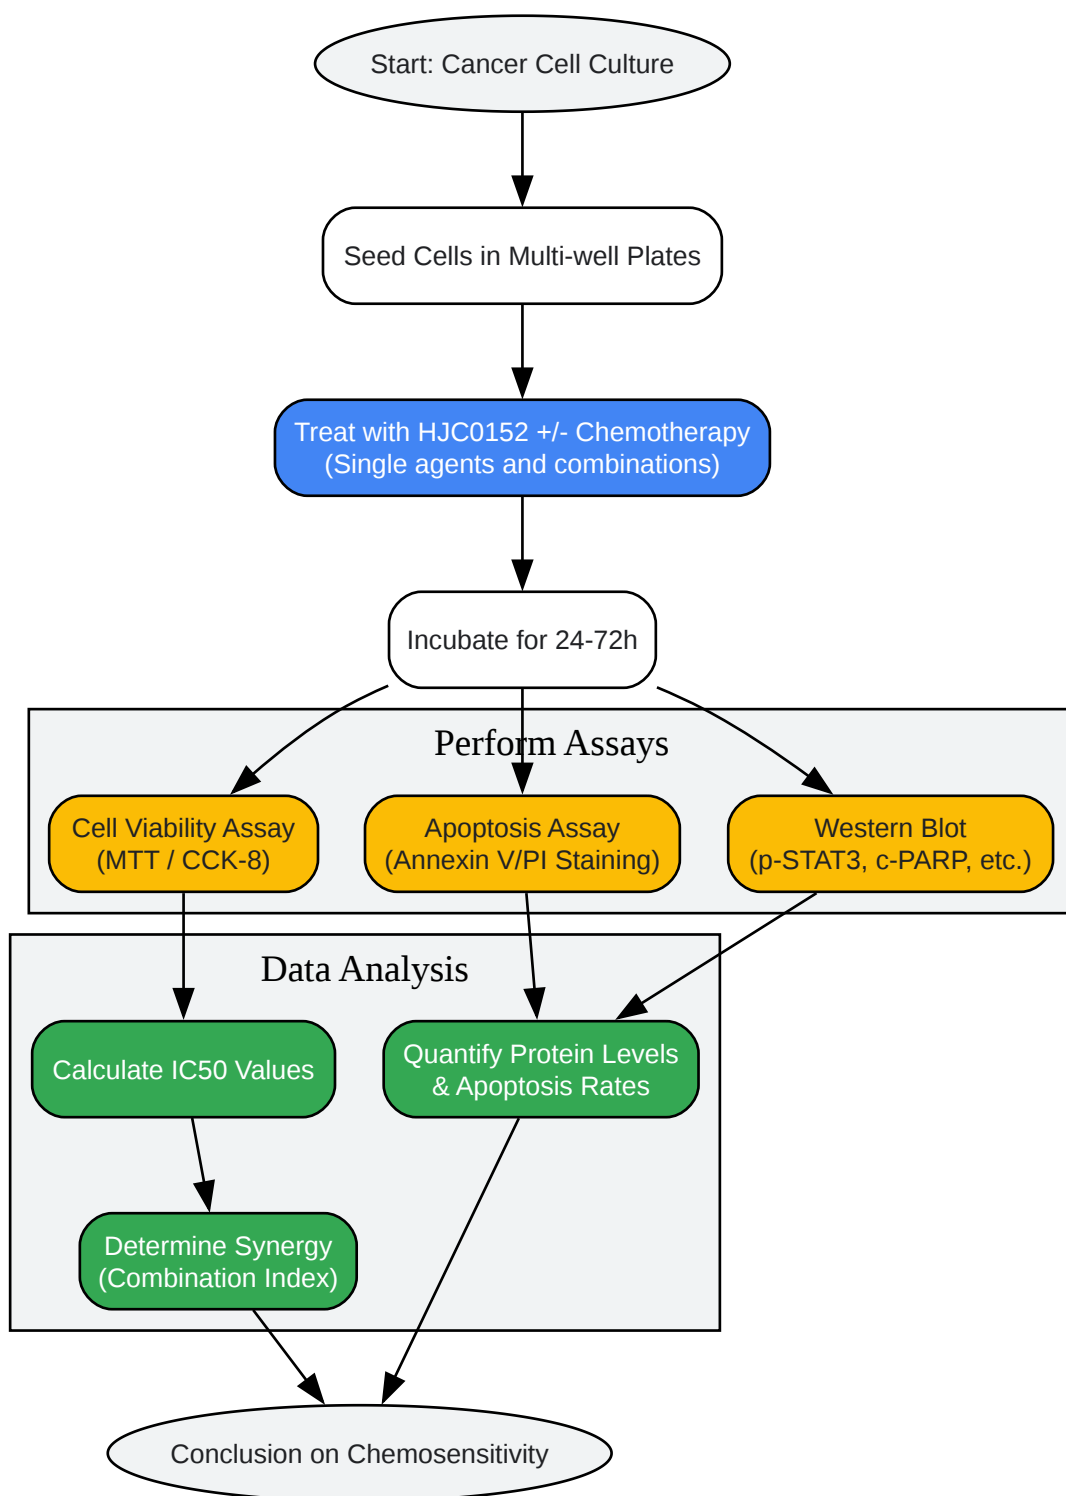 Start: Cancer Cell Culture
Seed Cells in Multi-well Plates
Treat with HJC0152 +/- Chemotherapy
(Single agents and combinations)
Incubate for 24-72h
Perform Assays
Cell Viability Assay
(MTT / CCK-8)
Apoptosis Assay
(Annexin V/PI Staining)
Western Blot
(p-STAT3, c-PARP, etc.)
Data Analysis
Calculate IC50 Values
Quantify Protein Levels
& Apoptosis Rates
Determine Synergy
(Combination Index)
Conclusion on Chemosensitivity